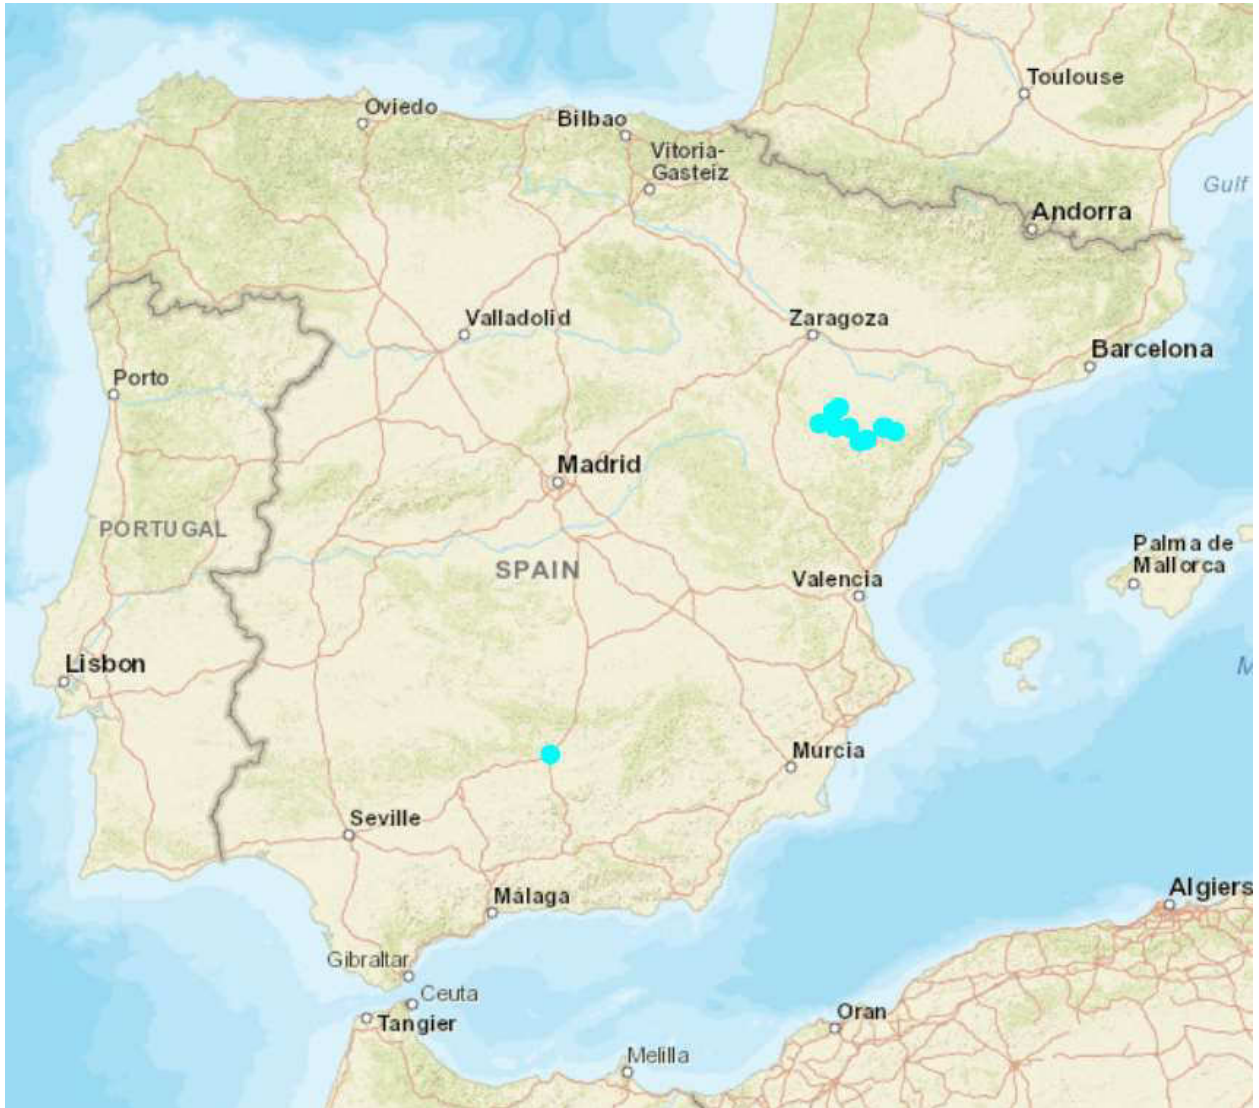 Toulouse
Oviedo
Bilbao
Vitoria-
Gasteiz
Gulf
Andorra
Valladolid
Zaragoza
Barcelona
Porto
Madrid
PORTUGAL
SPAIN
Palma de
Mallorca
Valencia
Lisbon
M
Murcia
Seville
Málaga
Algiers
Gibraltar
Ceuta
Tangier
Oran
Melilla